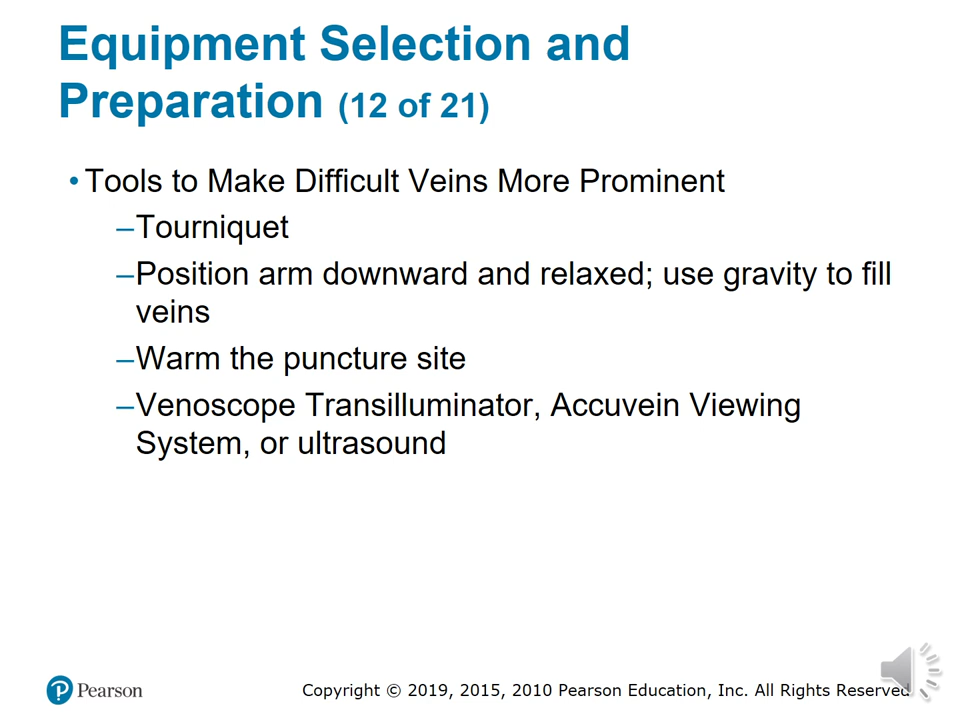 Equipment Selection and
Preparation (12 of 21)
• Tools to Make Difficult Veins More Prominent
–Tourniquet
–Position arm downward and relaxed; use gravity to fill
veins
–Warm the puncture site
–Venoscope Transilluminator, Accuvein Viewing
System, or ultrasound
Pearson
Copyright © 2019, 2015, 2010 Pearson Education, Inc. All Rights Reserved